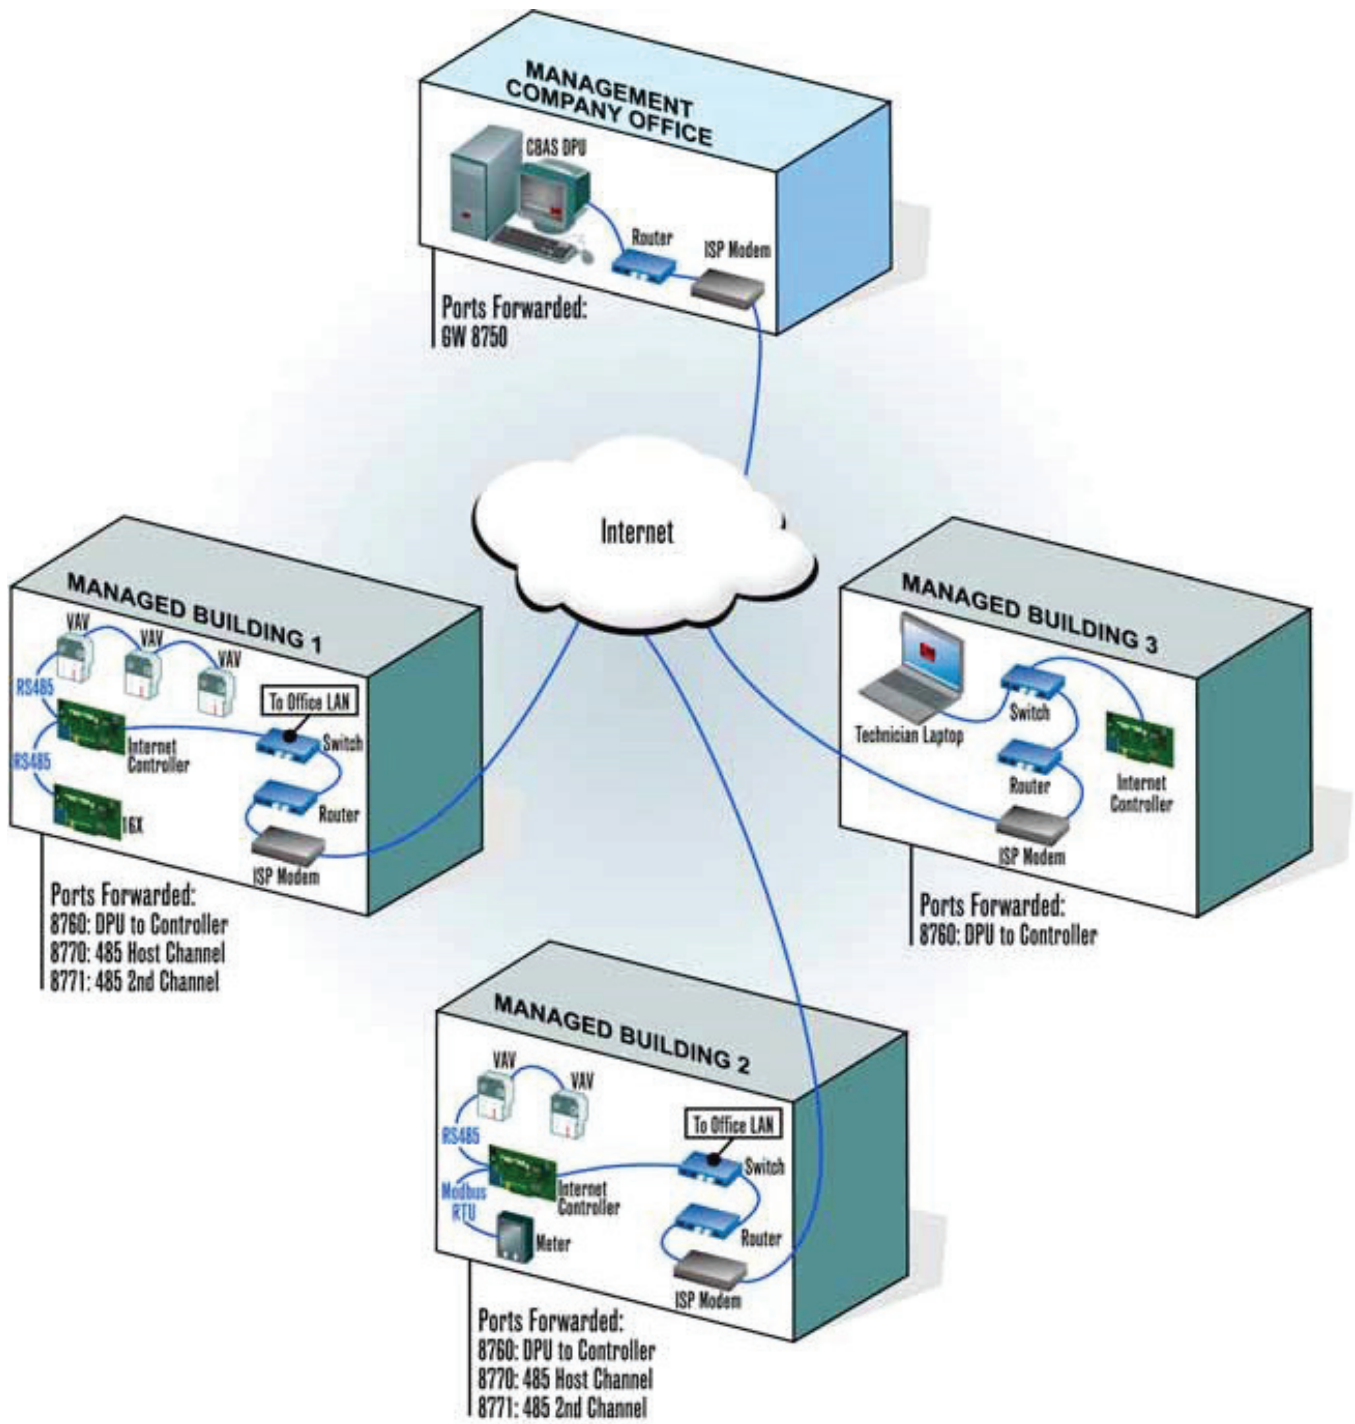 MANAGEMENT
COMPANY OFFICE
CBAS DPU
Router
ISP Modem
Ports Forwarded:
GW 8750
Internet
MANAGED BUILDING 1
VAV
VAV
VAV
RS485
To Office LAN
Internet
Controller
Switch
RS485
Router
16X
ISP Modem
Ports Forwarded:
8760: DPU to Controller
8770: 485 Host Channel
8771: 485 2nd Channel
MANAGED BUILDING 3
Switch
Technician Laptop
Router
Internet
Controller
ISP Modem
Ports Forwarded:
8760: DPU to Controller
MANAGED BUILDING 2
VAV
VAV
RS485
To Office LAN
Switch
Modbus
RTU
Internet
Controller
Router
Meter
ISP Modem
Ports Forwarded:
8760: DPU to Controller
8770: 485 Host Channel
8771: 485 2nd Channel